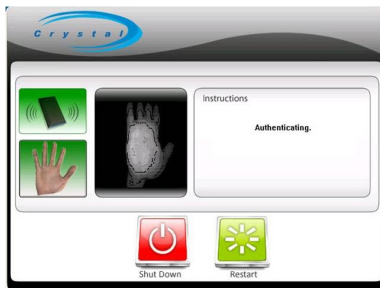 Crystal
Instructions
Authenticating.
Shut Down
Restart